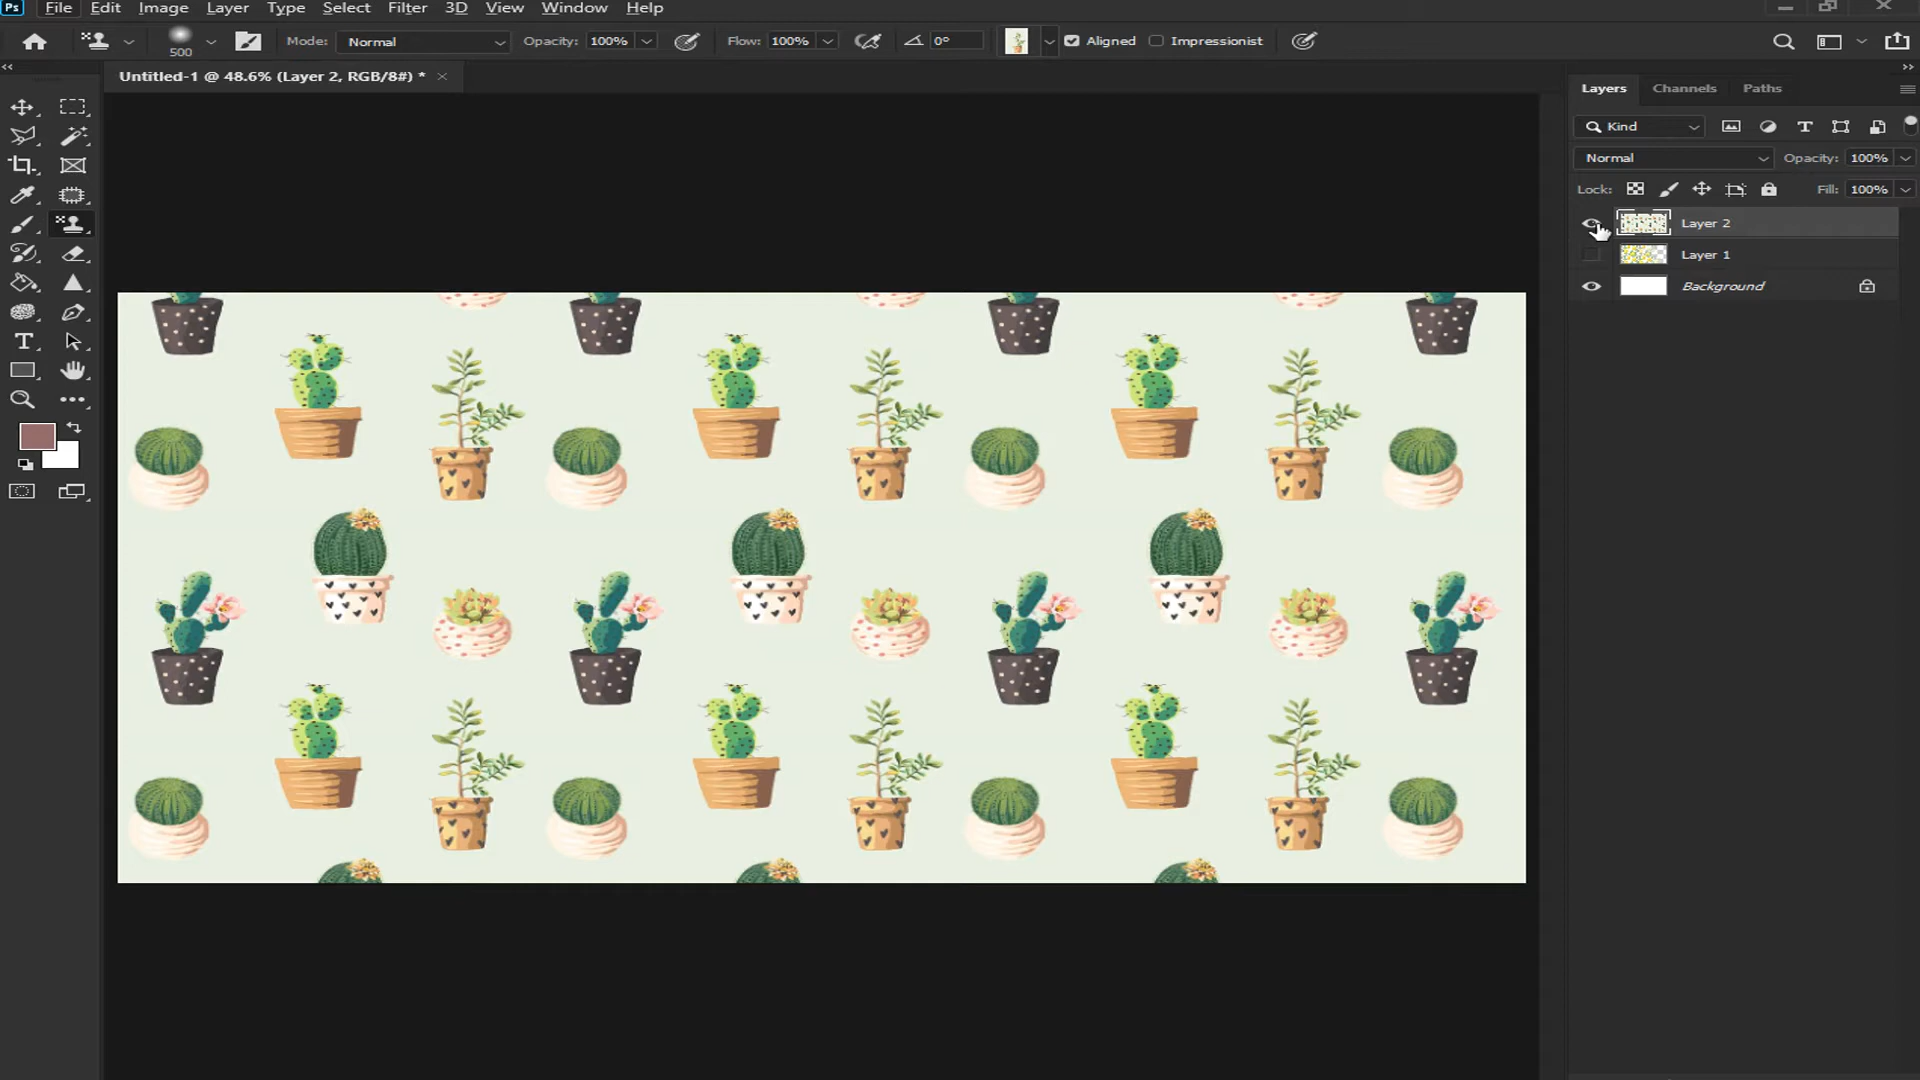 Ps File Edit Image Layer Type Select Filter 3D View Window Help
500 Mode: Normal Opacity: 100% Flow: 100% 0° Aligned Impressionist
Untitled-1 @ 48.6% (Layer 2, RGB/8#) *
Layers Channels Paths
Kind
Normal Opacity: 100%
Lock: Fill: 100%
Layer 2
Layer 1
Background